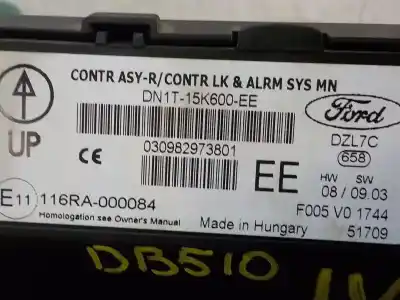 CONTR ASY-R/CONTR LK & ALRM SYS MN
DN1T-15K600-EE
Ford
UP
030982973801
DZL7C
658
CE
EE
HW SW
08 / 09.03
E11 116RA-000084
F005 V0 1744
Homologation see Owner's Manual
Made in Hungary 51709
DB510